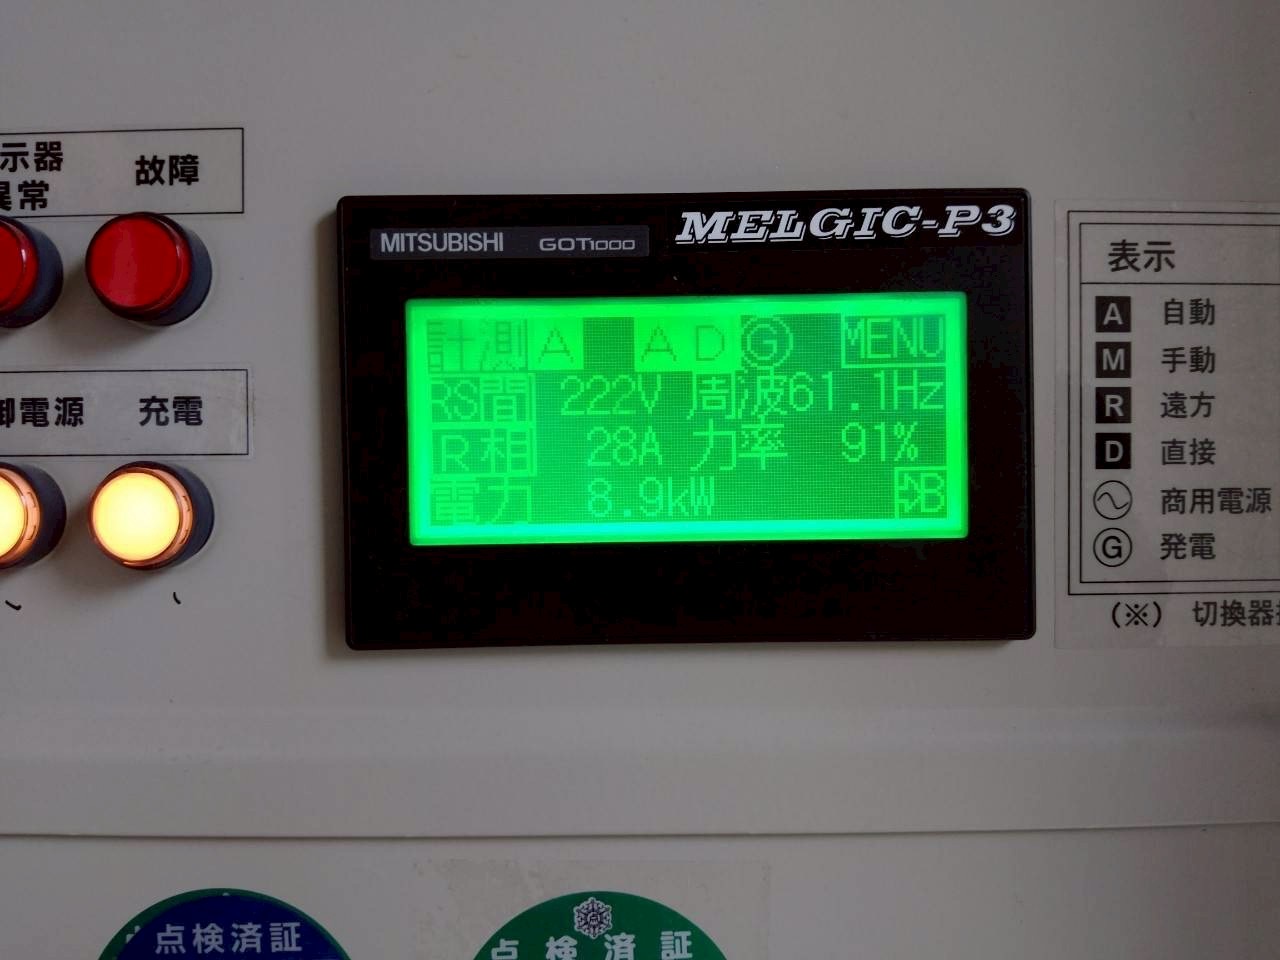 示器
異常
故障
御電源
充電
MITSUBISHI GOT1000
MELGIC-P3
計測 A A D G MENU
RS間 222V 周波61.1Hz
R相 28A 力率 91%
電力 8.9kW ⇨B
表示
A 自動
M 手動
R 遠方
D 直接
商用電源
G 発電
(※) 切換器
点検済証
点検済証